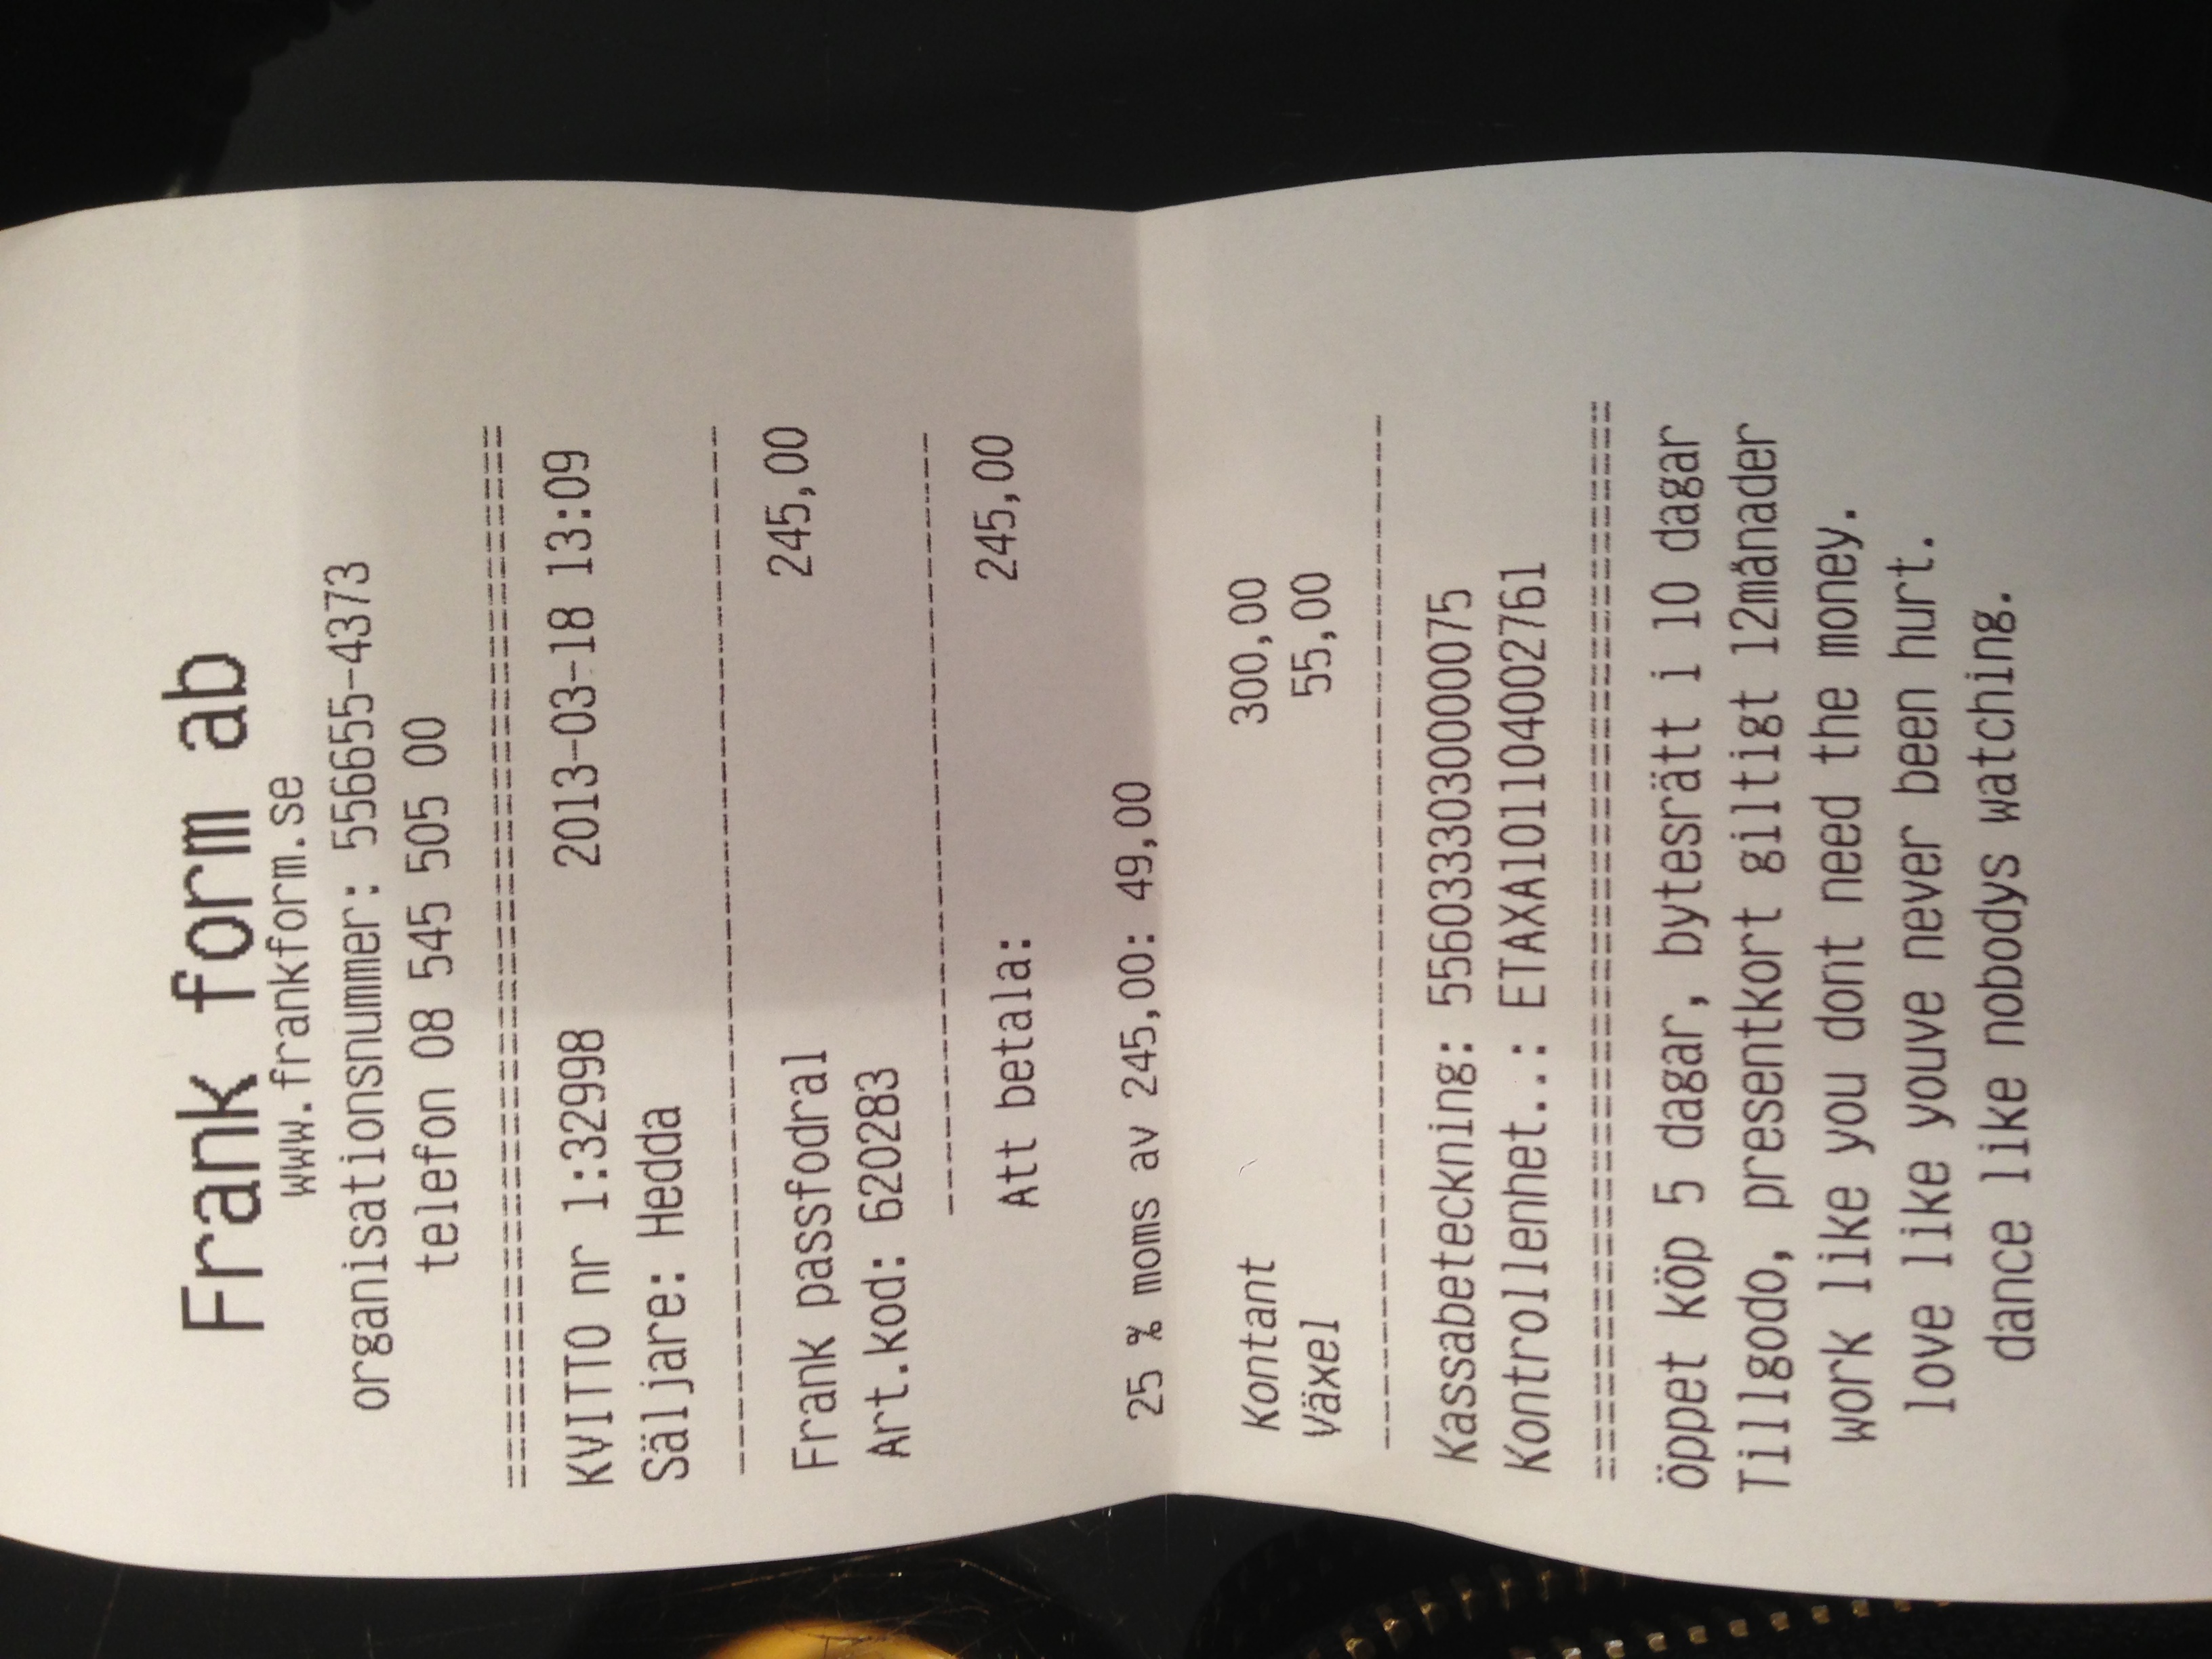 Frank form ab
www.frankform.se
organisationsnummer: 556655-4373
telefon 08 545 505 00
KVITTO nr 1:32998 2013-03-18 13:09
Säljare: Hedda
Frank passfodral 245,00
Art.kod: 620283
Att betala: 245,00
25 % moms av 245,00: 49,00
Kontant 300,00
Växel 55,00
Kassabeteckning: 5560333030000075
Kontrollenhet..: ETAXA101104002761
öppet köp 5 dagar, bytesrätt i 10 dagar
Tillgodo, presentkort giltigt 12månader
work like you dont need the money.
love like youve never been hurt.
dance like nobodys watching.